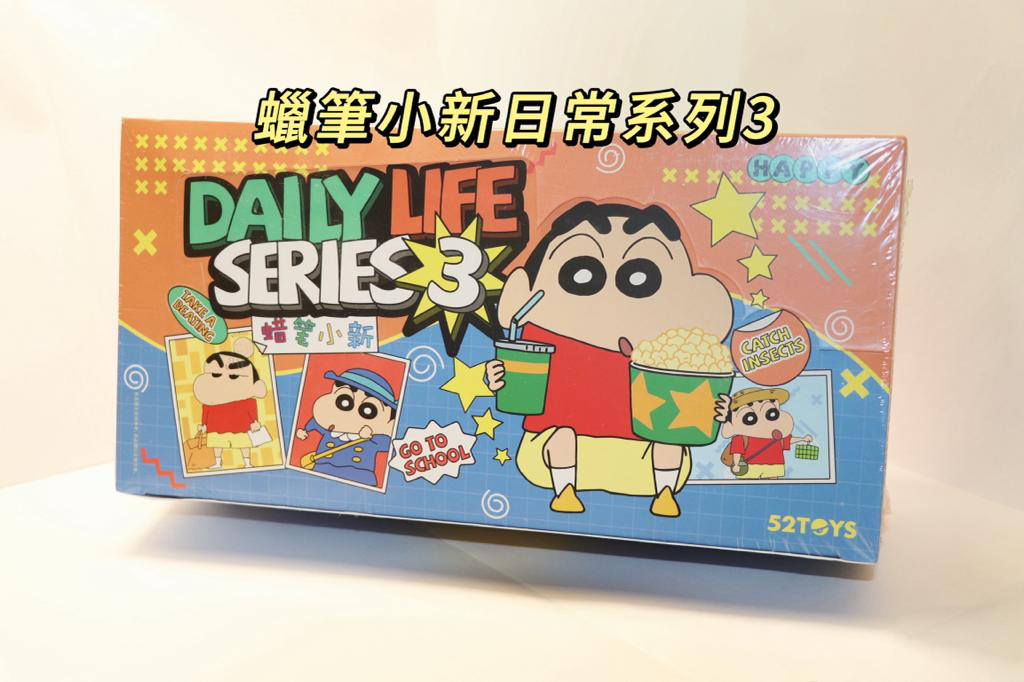 蠟筆小新日常系列3
HAPPY
DAILY LIFE
SERIES 3
TAKE A
BEATING
蜡笔小新
CATCH
INSECTS
GO TO
SCHOOL
52TOYS